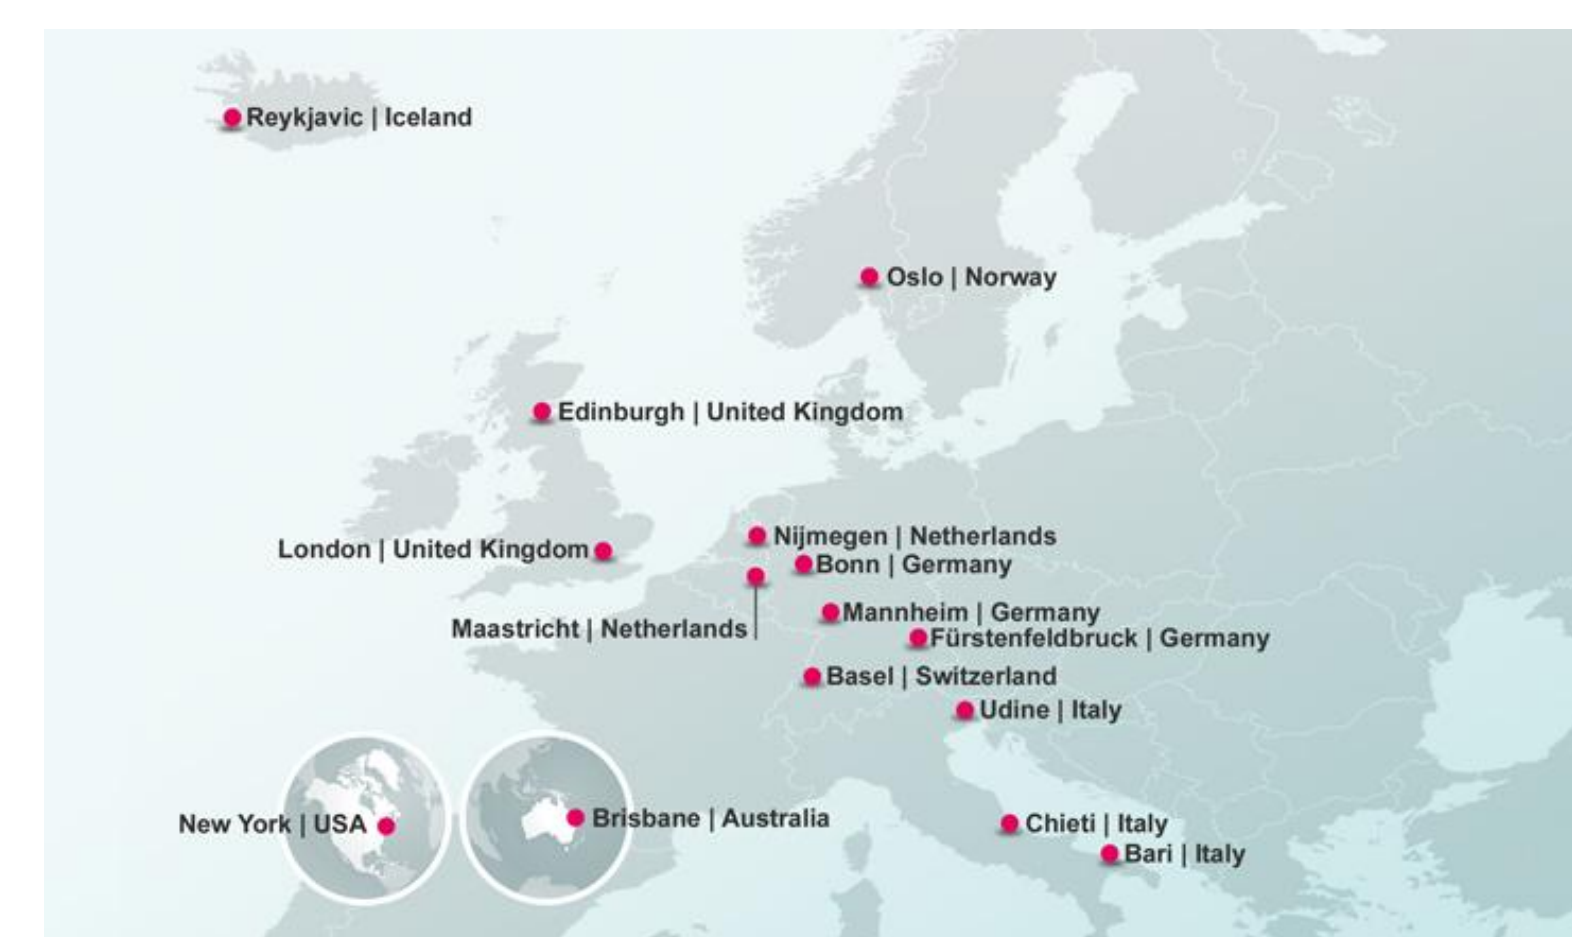 Reykjavic | Iceland
Oslo | Norway
Edinburgh | United Kingdom
Nijmegen | Netherlands
London | United Kingdom
Bonn | Germany
Mannheim | Germany
Maastricht | Netherlands
Fürstenfeldbruck | Germany
Basel | Switzerland
Udine | Italy
New York | USA
Brisbane | Australia
Chieti | Italy
Bari | Italy